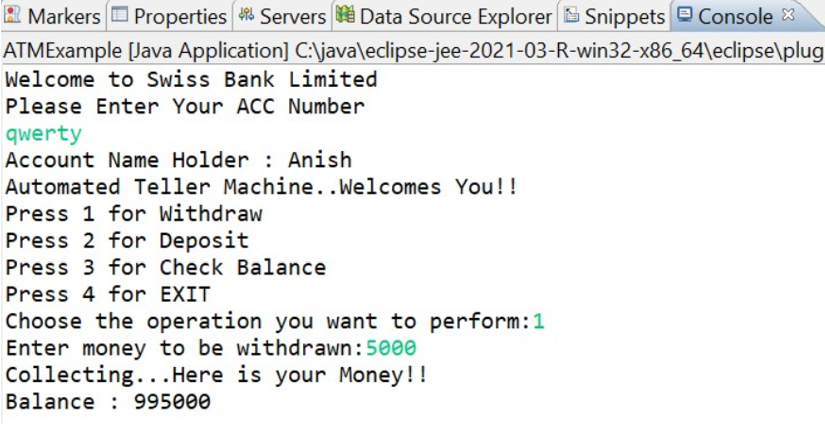 Markers Properties Servers Data Source Explorer Snippets Console
ATMExample [Java Application] C:\java\eclipse-jee-2021-03-R-win32-x86_64\eclipse\plug
Welcome to Swiss Bank Limited
Please Enter Your ACC Number
qwerty
Account Name Holder : Anish
Automated Teller Machine..Welcomes You!!
Press 1 for Withdraw
Press 2 for Deposit
Press 3 for Check Balance
Press 4 for EXIT
Choose the operation you want to perform:1
Enter money to be withdrawn:5000
Collecting...Here is your Money!!
Balance : 995000